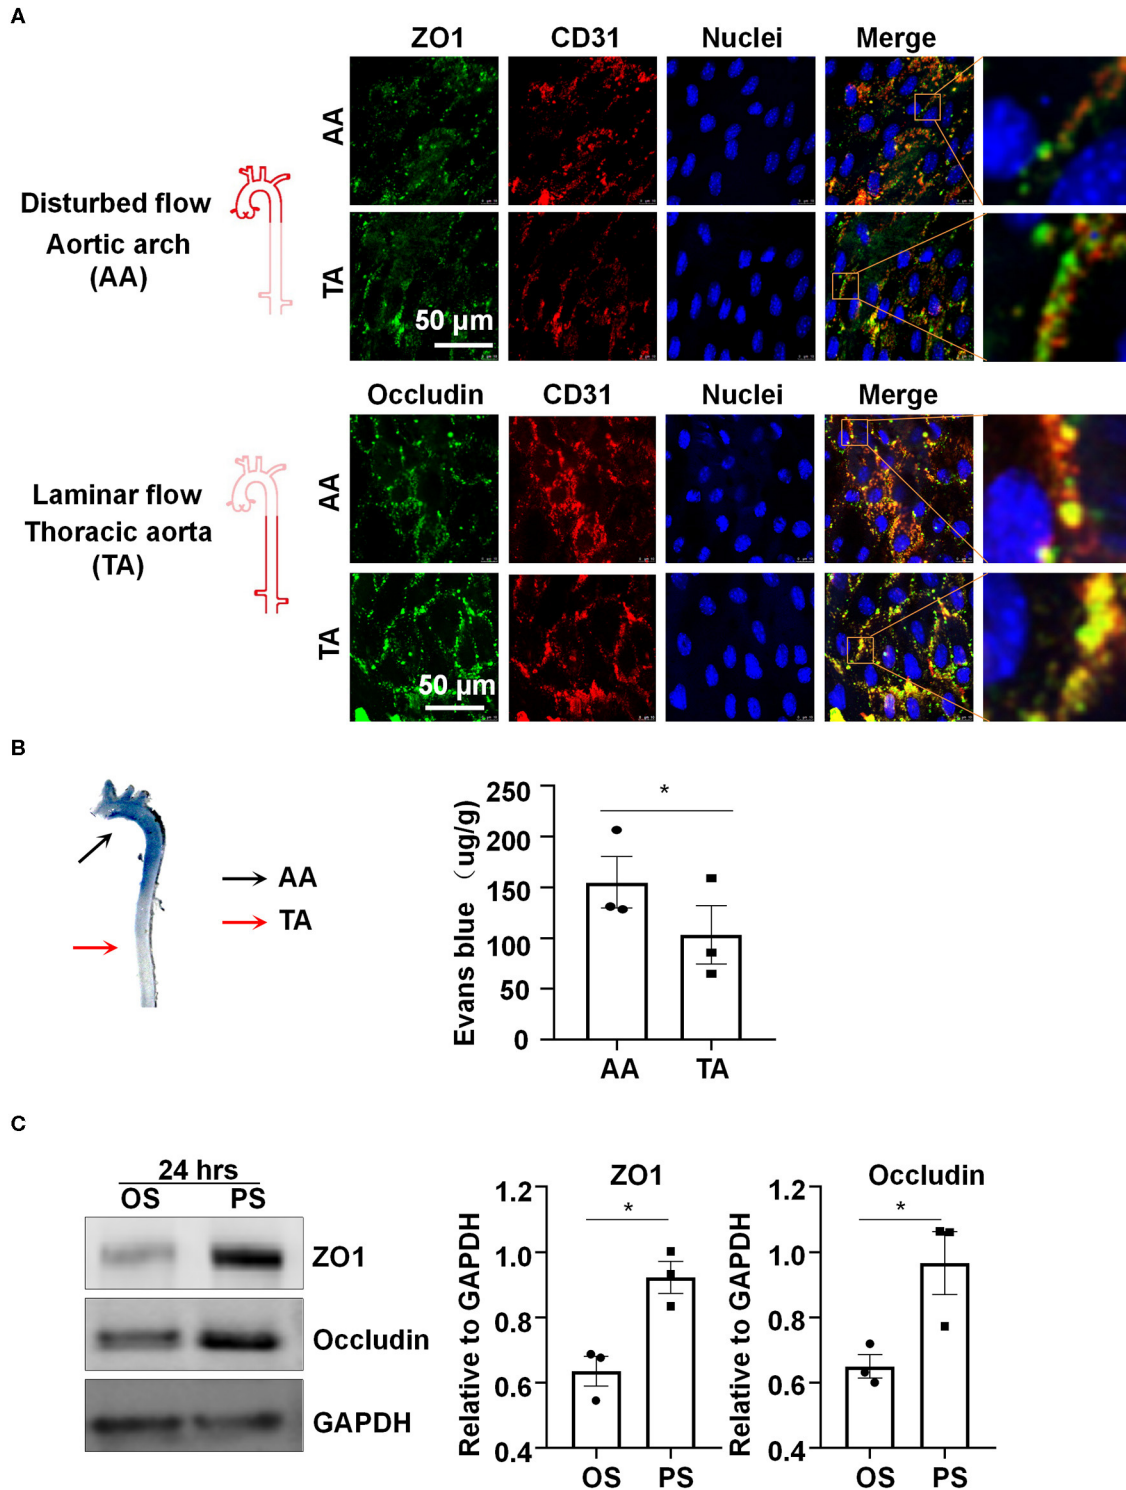 A
ZO1 CD31 Nuclei Merge
AA
Disturbed flow
Aortic arch
(AA)
TA
50 µm
Occludin CD31 Nuclei Merge
AA
Laminar flow
Thoracic aorta
(TA)
TA
50 µm
B
AA
TA
Evans blue（ug/g)
250
200
150
100
50
0
*
AA TA
C
24 hrs
OS PS
ZO1
Occludin
GAPDH
ZO1
Relative to GAPDH
1.2
1.0
0.8
0.6
0.4
*
OS PS
Occludin
Relative to GAPDH
1.2
1.0
0.8
0.6
0.4
*
OS PS